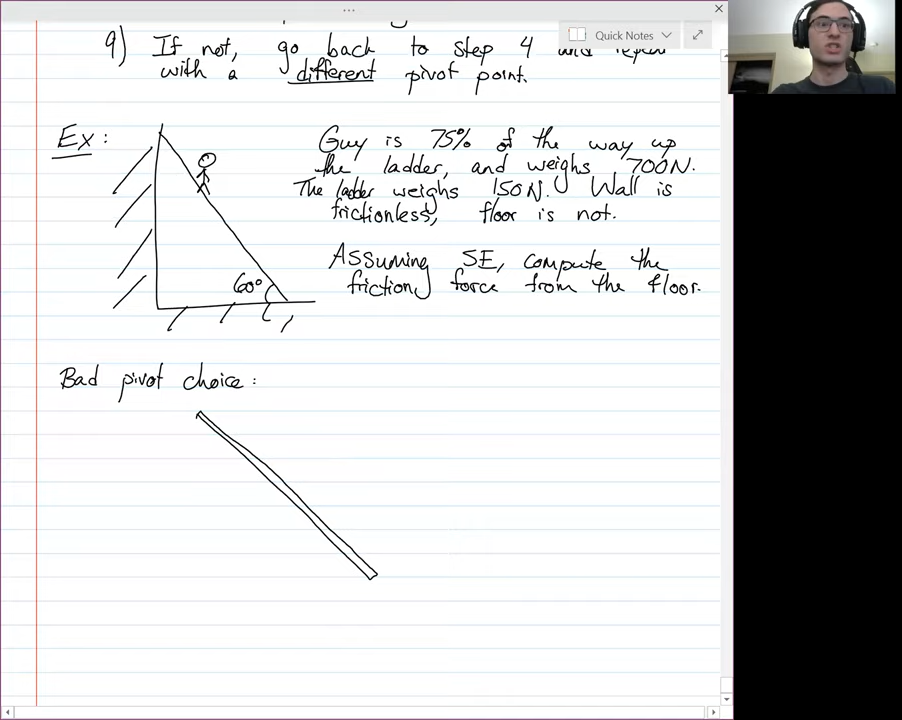 Quick Notes
9) If not, go back to step 4 and repeat
with a different pivot point.
Ex:
Guy is 75% of the way up
the ladder, and weighs 700N.
The ladder weighs 150N. Wall is
frictionless, floor is not.
60°
Assuming SE, compute the
friction force from the floor.
Bad pivot choice: